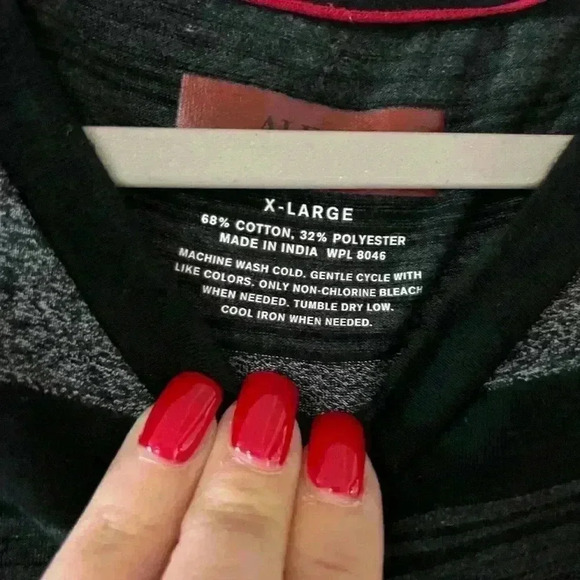 X-LARGE
68% COTTON, 32% POLYESTER
MADE IN INDIA WPL 8046
MACHINE WASH COLD. GENTLE CYCLE WITH
LIKE COLORS. ONLY NON-CHLORINE BLEACH
WHEN NEEDED. TUMBLE DRY LOW.
COOL IRON WHEN NEEDED.